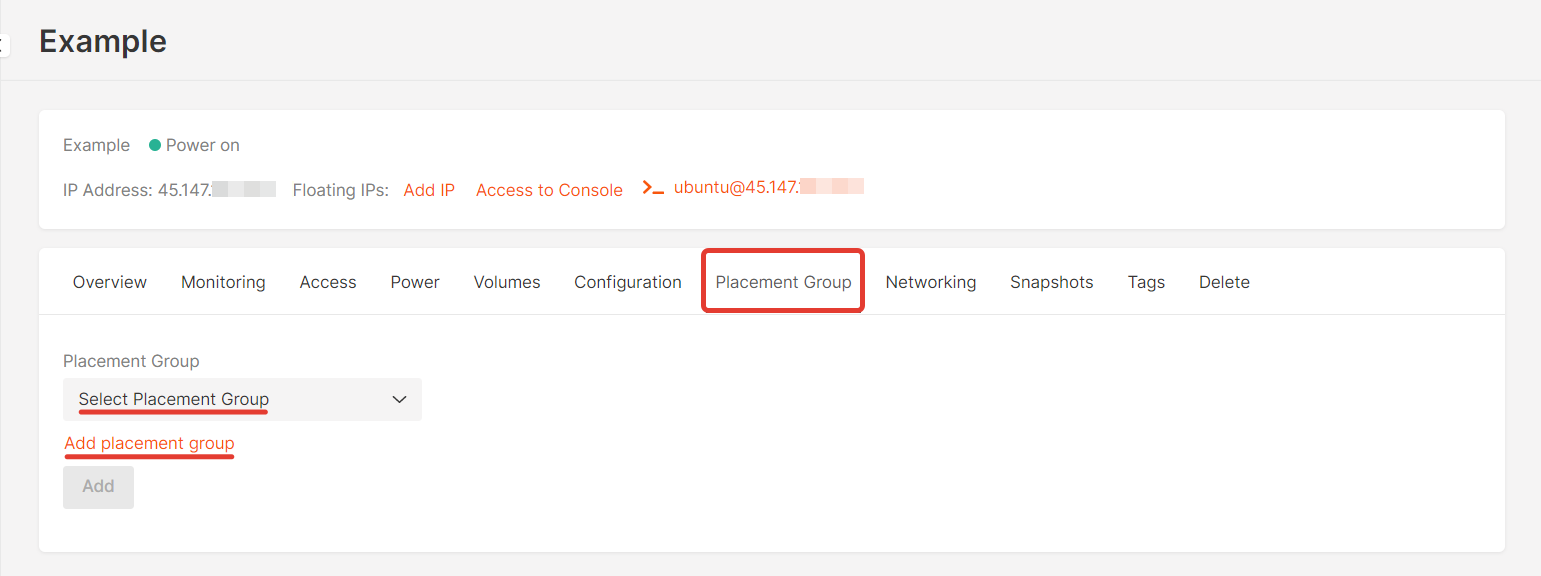 Example
Example Power on
IP Address: 45.147. Floating IPs: Add IP Access to Console >_ ubuntu@45.147.
Overview Monitoring Access Power Volumes Configuration Placement Group Networking Snapshots Tags Delete
Placement Group
Select Placement Group
Add placement group
Add